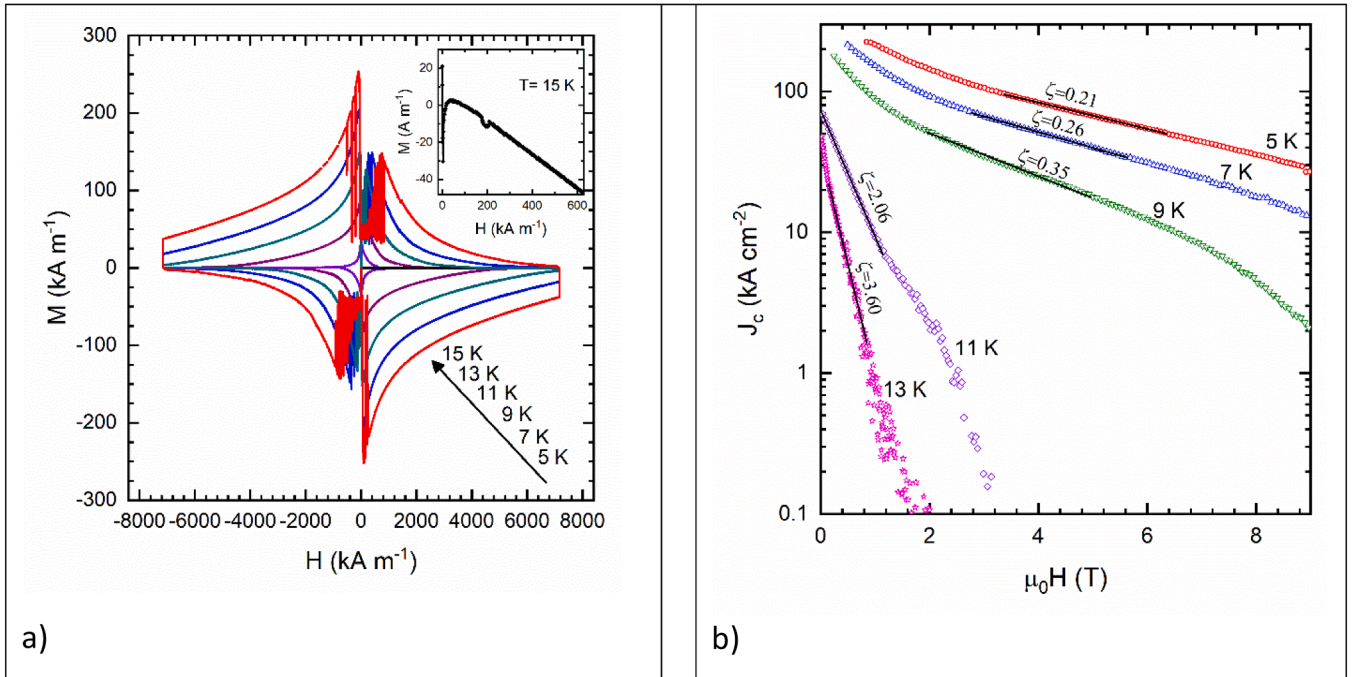 300
200
100
0
-100
-200
-300
M (kA m⁻¹)
-8000 -6000 -4000 -2000 0 2000 4000 6000 8000
H (kA m⁻¹)
20
0
-20
-40
M (A m⁻¹)
T= 15 K
0 200 400 600
H (kA m⁻¹)
15 K
13 K
11 K
9 K
7 K
5 K
a)
100
10
1
0.1
J_c (kA cm⁻²)
ζ=0.21
5 K
ζ=0.26
7 K
ζ=0.35
9 K
ζ=2.06
11 K
ζ=3.60
13 K
0 2 4 6 8
μ₀H (T)
b)